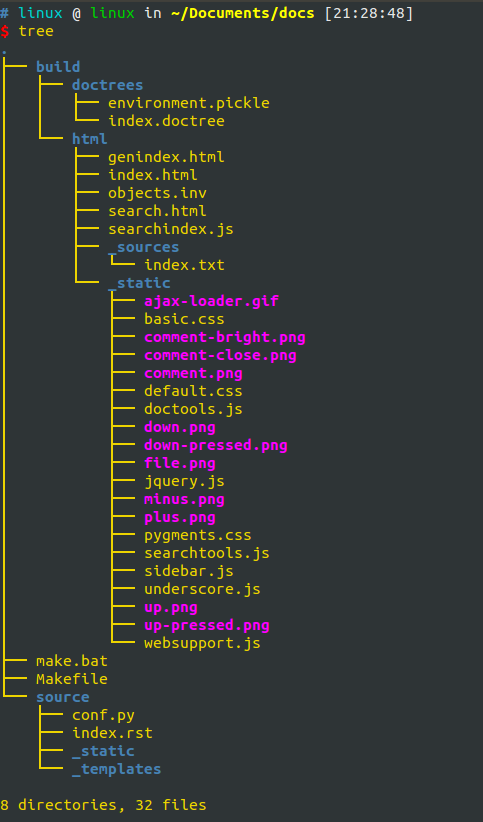 # linux @ linux in ~/Documents/docs [21:28:48]
$ tree
.
├── build
│   ├── doctrees
│   │   ├── environment.pickle
│   │   └── index.doctree
│   └── html
│       ├── genindex.html
│       ├── index.html
│       ├── objects.inv
│       ├── search.html
│       ├── searchindex.js
│       ├── _sources
│       │   └── index.txt
│       └── _static
│           ├── ajax-loader.gif
│           ├── basic.css
│           ├── comment-bright.png
│           ├── comment-close.png
│           ├── comment.png
│           ├── default.css
│           ├── doctools.js
│           ├── down.png
│           ├── down-pressed.png
│           ├── file.png
│           ├── jquery.js
│           ├── minus.png
│           ├── plus.png
│           ├── pygments.css
│           ├── searchtools.js
│           ├── sidebar.js
│           ├── underscore.js
│           ├── up.png
│           ├── up-pressed.png
│           └── websupport.js
├── make.bat
├── Makefile
└── source
    ├── conf.py
    ├── index.rst
    ├── _static
    └── _templates
8 directories, 32 files